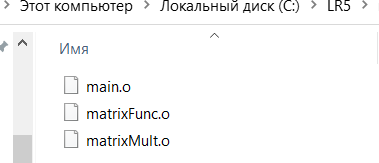 Этот компьютер > Локальный диск (C:) > LR5 >
Имя
main.o
matrixFunc.o
matrixMult.o